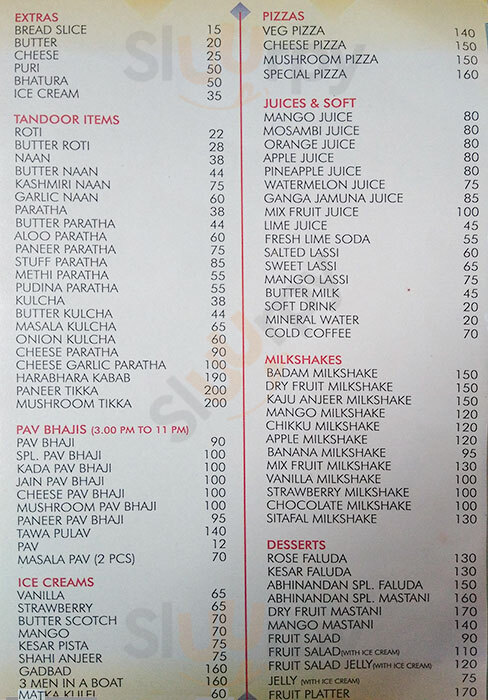 EXTRAS
BREAD SLICE 15
BUTTER 20
CHEESE 25
PURI 50
BHATURA 50
ICE CREAM 35
TANDOOR ITEMS
ROTI 22
BUTTER ROTI 28
NAAN 38
BUTTER NAAN 44
KASHMIRI NAAN 75
GARLIC NAAN 60
PARATHA 38
BUTTER PARATHA 44
ALOO PARATHA 60
PANEER PARATHA 75
STUFF PARATHA 85
METHI PARATHA 55
PUDINA PARATHA 55
KULCHA 38
BUTTER KULCHA 44
MASALA KULCHA 65
ONION KULCHA 60
CHEESE PARATHA 90
CHEESE GARLIC PARATHA 100
HARABHARA KABAB 190
PANEER TIKKA 200
MUSHROOM TIKKA 200
PAV BHAJIS (3.00 PM TO 11 PM)
PAV BHAJI 90
SPL. PAV BHAJI 100
KADA PAV BHAJI 100
JAIN PAV BHAJI 100
CHEESE PAV BHAJI 100
MUSHROOM PAV BHAJI 100
PANEER PAV BHAJI 95
TAWA PULAV 140
PAV 12
MASALA PAV (2 PCS) 70
ICE CREAMS
VANILLA 65
STRAWBERRY 65
BUTTER SCOTCH 70
MANGO 70
KESAR PISTA 75
SHAHI ANJEER 75
GADBAD 160
3 MEN IN A BOAT 160
MATKA KULFI 60
PIZZAS
VEG PIZZA 140
CHEESE PIZZA 150
MUSHROOM PIZZA 150
SPECIAL PIZZA 160
JUICES & SOFT
MANGO JUICE 80
MOSAMBI JUICE 80
ORANGE JUICE 80
APPLE JUICE 80
PINEAPPLE JUICE 80
WATERMELON JUICE 75
GANGA JAMUNA JUICE 85
MIX FRUIT JUICE 100
LIME JUICE 45
FRESH LIME SODA 55
SALTED LASSI 60
SWEET LASSI 65
MANGO LASSI 75
BUTTER MILK 45
SOFT DRINK 20
MINERAL WATER 20
COLD COFFEE 70
MILKSHAKES
BADAM MILKSHAKE 150
DRY FRUIT MILKSHAKE 150
KAJU ANJEER MILKSHAKE 150
MANGO MILKSHAKE 120
CHIKKU MILKSHAKE 120
APPLE MILKSHAKE 120
BANANA MILKSHAKE 95
MIX FRUIT MILKSHAKE 130
VANILLA MILKSHAKE 100
STRAWBERRY MILKSHAKE 100
CHOCOLATE MILKSHAKE 100
SITAFAL MILKSHAKE 130
DESSERTS
ROSE FALUDA 130
KESAR FALUDA 130
ABHINANDAN SPL. FALUDA 150
ABHINANDAN SPL. MASTANI 160
DRY FRUIT MASTANI 170
MANGO MASTANI 140
FRUIT SALAD 90
FRUIT SALAD (WITH ICE CREAM) 110
FRUIT SALAD JELLY (WITH ICE CREAM) 120
JELLY (WITH ICE CREAM) 75
FRUIT PLATTER 170